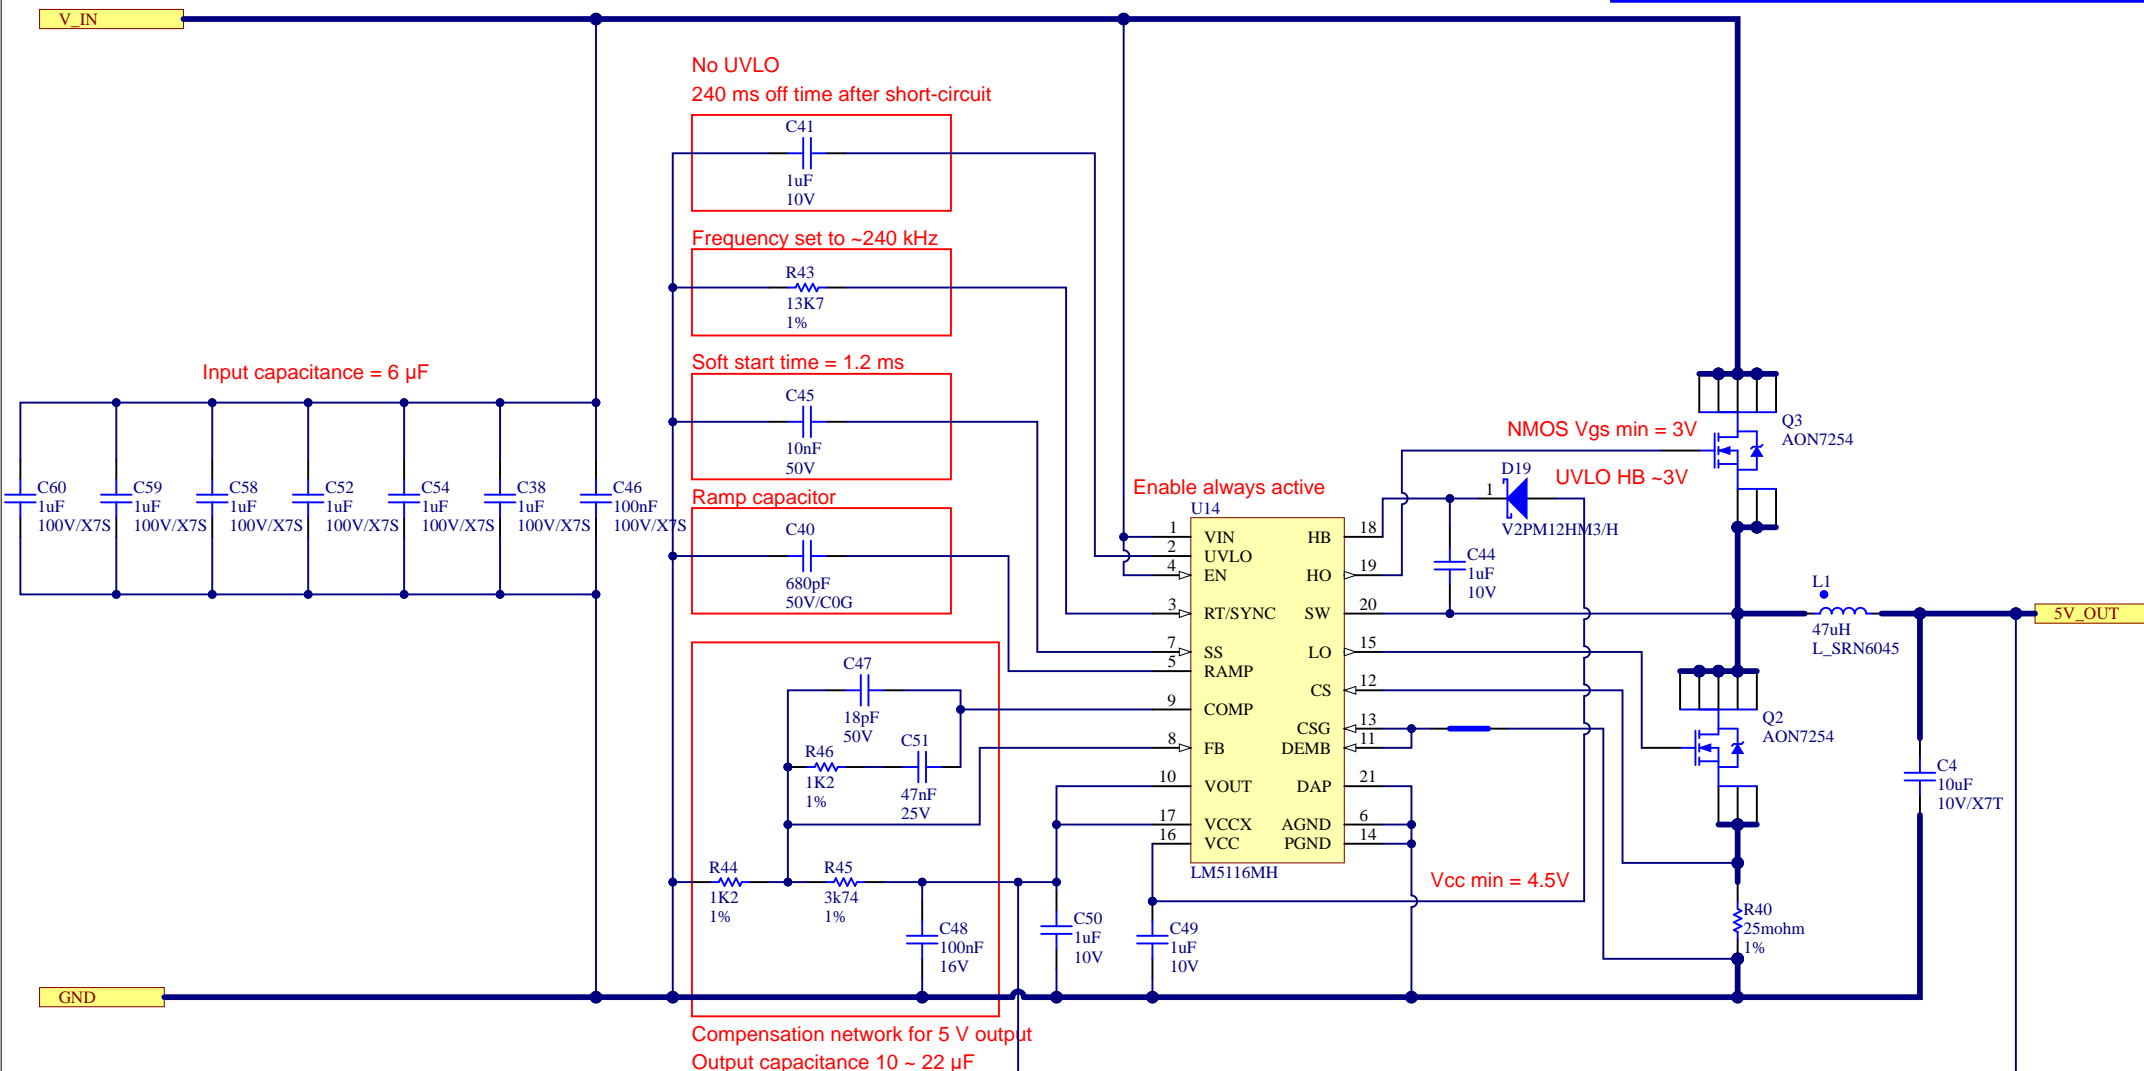 V_IN
No UVLO
240 ms off time after short-circuit
C41
1uF
10V
Frequency set to ~240 kHz
R43
13K7
1%
Soft start time = 1.2 ms
C45
10nF
50V
Ramp capacitor
C40
680pF
50V/C0G
Input capacitance = 6 µF
C60
1uF
100V/X7S
C59
1uF
100V/X7S
C58
1uF
100V/X7S
C52
1uF
100V/X7S
C54
1uF
100V/X7S
C38
1uF
100V/X7S
C46
100nF
100V/X7S
C47
18pF
50V
R46
1K2
1%
C51
47nF
25V
R44
1K2
1%
R45
3k74
1%
C48
100nF
16V
C50
1uF
10V
C49
1uF
10V
GND
Compensation network for 5 V output
Output capacitance 10 ~ 22 µF
Enable always active
U14
1 VIN
2 UVLO
4 EN
3 RT/SYNC
7 SS
5 RAMP
9 COMP
8 FB
10 VOUT
17 VCCX
16 VCC
HB 18
HO 19
SW 20
LO 15
CS 12
CSG 13
DEMB 11
DAP 21
AGND 6
PGND 14
LM5116MH
NMOS Vgs min = 3V
UVLO HB ~3V
D19
1
V2PM12HM3/H
C44
1uF
10V
Vcc min = 4.5V
Q3
AON7254
L1
47uH
L_SRN6045
5V_OUT
Q2
AON7254
C4
10uF
10V/X7T
R40
25mohm
1%